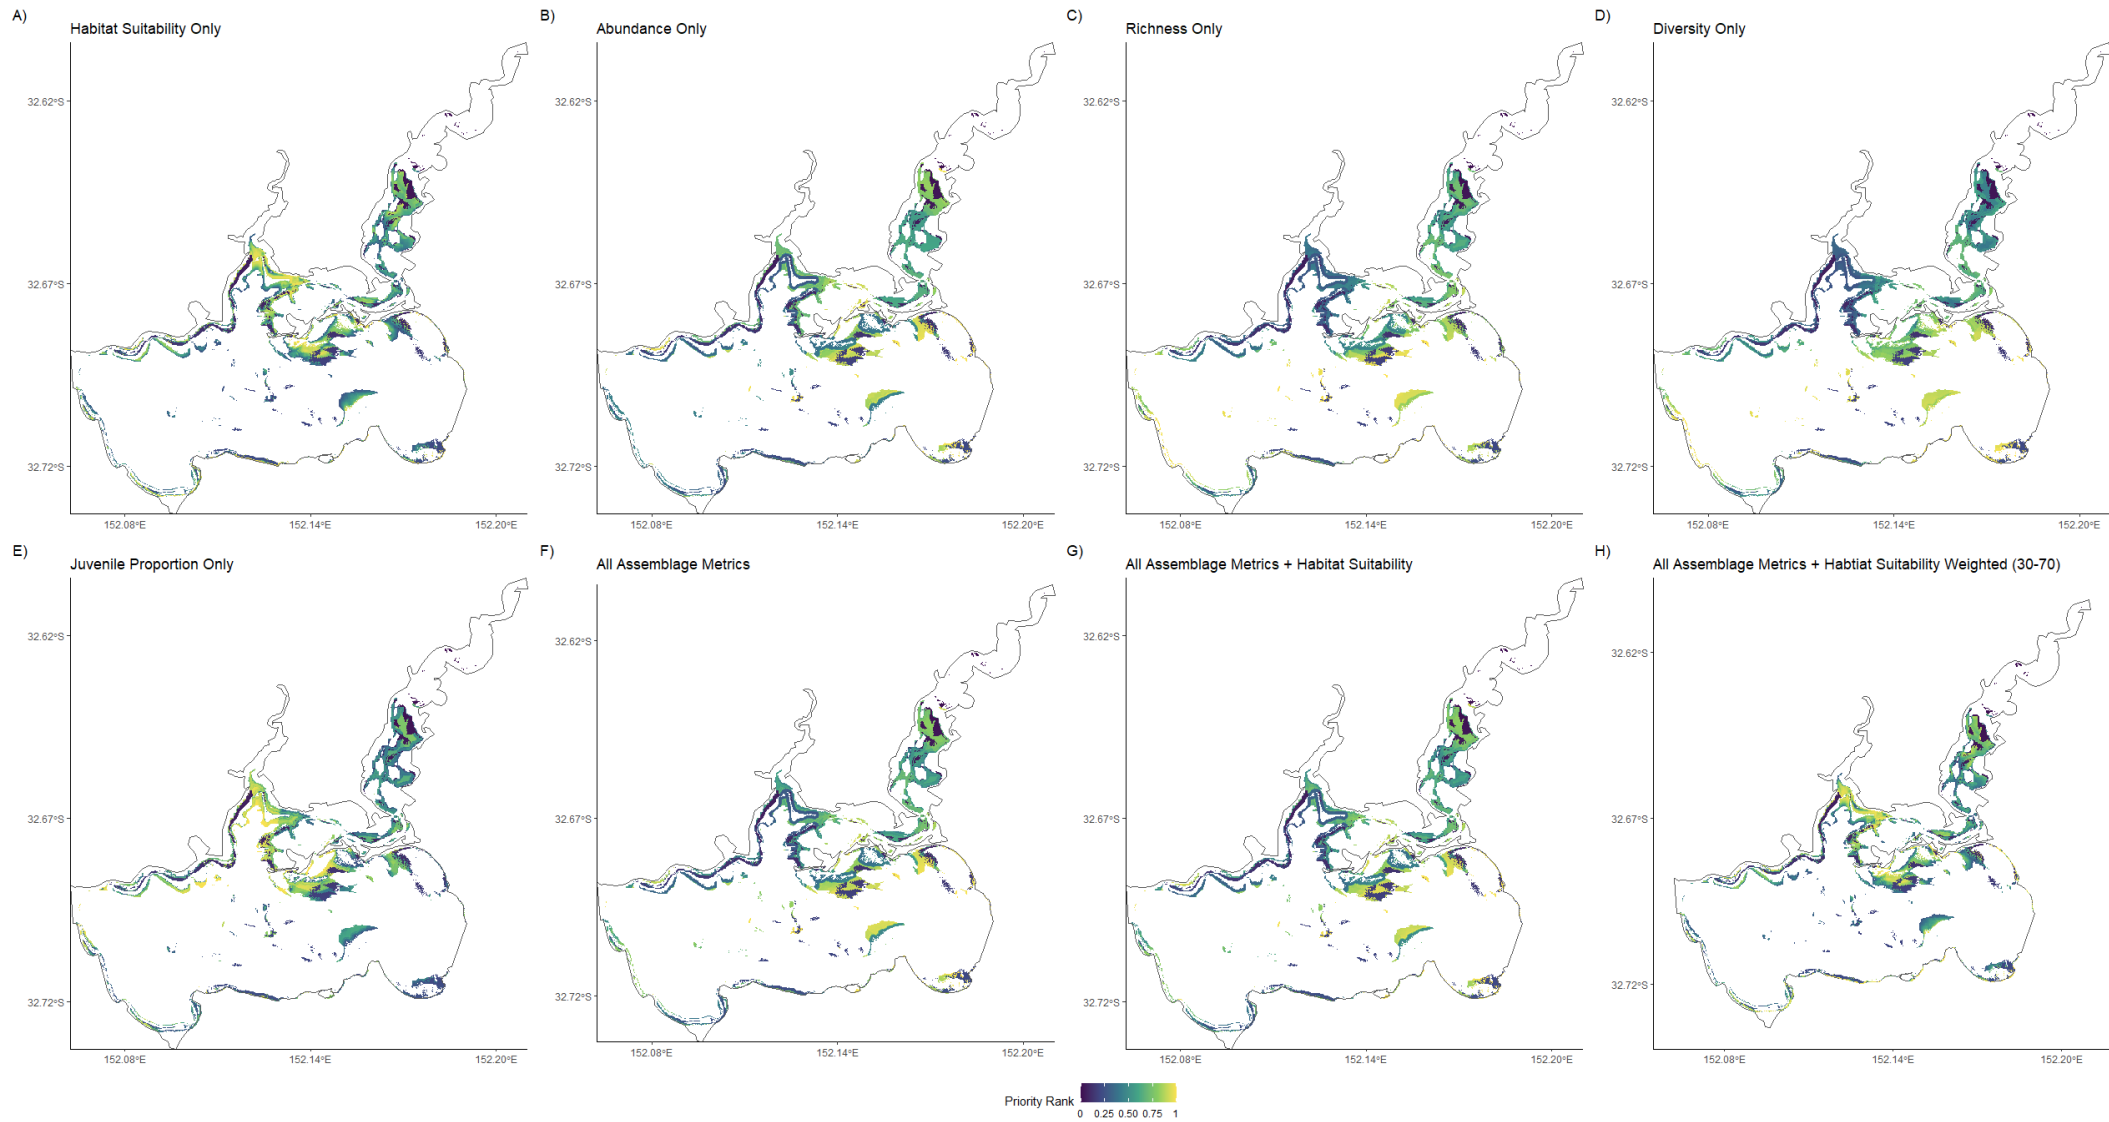 A)
Habitat Suitability Only
B)
Abundance Only
C)
Richness Only
D)
Diversity Only
32.62°S
32.67°S
32.72°S
152.08°E
152.14°E
152.20°E
32.62°S
32.67°S
32.72°S
152.08°E
152.14°E
152.20°E
32.62°S
32.67°S
32.72°S
152.08°E
152.14°E
152.20°E
32.62°S
32.67°S
32.72°S
152.08°E
152.14°E
152.20°E
E)
Juvenile Proportion Only
F)
All Assemblage Metrics
G)
All Assemblage Metrics + Habitat Suitability
H)
All Assemblage Metrics + Habtiat Suitability Weighted (30-70)
32.62°S
32.67°S
32.72°S
152.08°E
152.14°E
152.20°E
32.62°S
32.67°S
32.72°S
152.08°E
152.14°E
152.20°E
32.62°S
32.67°S
32.72°S
152.08°E
152.14°E
152.20°E
32.62°S
32.67°S
32.72°S
152.08°E
152.14°E
152.20°E
Priority Rank
0 0.25 0.50 0.75 1